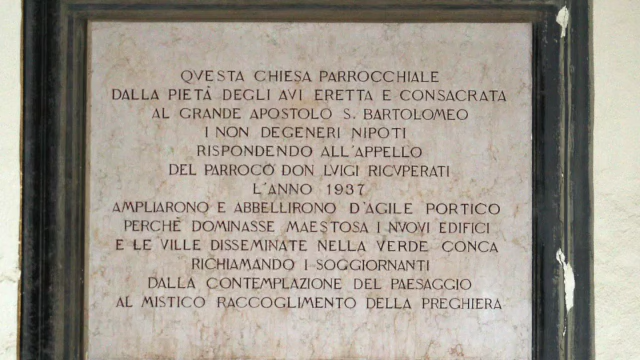 QVESTA CHIESA PARROCCHIALE
DALLA PIETÀ DEGLI AVI ERETTA E CONSACRATA
AL GRANDE APOSTOLO S. BARTOLOMEO
I NON DEGENERI NIPOTI
RISPONDENDO ALL'APPELLO
DEL PARROCO DON LVIGI RICVPERATI
L'ANNO 1937
AMPLIARONO E ABBELLIRONO D'AGILE PORTICO
PERCHÈ DOMINASSE MAESTOSA I NVOVI EDIFICI
E LE VILLE DISSEMINATE NELLA VERDE CONCA
RICHIAMANDO I SOGGIORNANTI
DALLA CONTEMPLAZIONE DEL PAESAGGIO
AL MISTICO RACCOGLIMENTO DELLA PREGHIERA